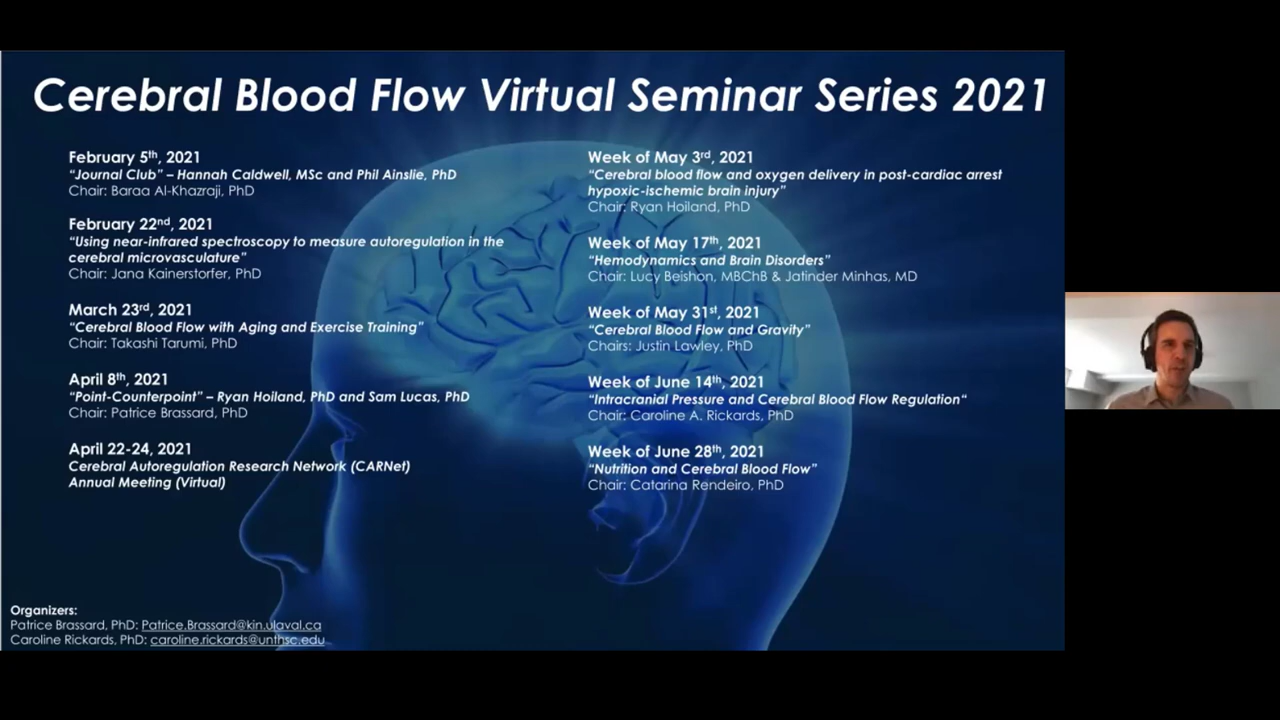 Cerebral Blood Flow Virtual Seminar Series 2021
February 5th, 2021
“Journal Club” – Hannah Caldwell, MSc and Phil Ainslie, PhD
Chair: Baraa Al-Khazraji, PhD
February 22nd, 2021
“Using near-infrared spectroscopy to measure autoregulation in the
cerebral microvasculature”
Chair: Jana Kainerstorfer, PhD
March 23rd, 2021
“Cerebral Blood Flow with Aging and Exercise Training”
Chair: Takashi Tarumi, PhD
April 8th, 2021
“Point-Counterpoint” – Ryan Hoiland, PhD and Sam Lucas, PhD
Chair: Patrice Brassard, PhD
April 22-24, 2021
Cerebral Autoregulation Research Network (CARNet)
Annual Meeting (Virtual)
Week of May 3rd, 2021
“Cerebral blood flow and oxygen delivery in post-cardiac arrest
hypoxic-ischemic brain injury”
Chair: Ryan Hoiland, PhD
Week of May 17th, 2021
“Hemodynamics and Brain Disorders”
Chair: Lucy Beishon, MBChB & Jatinder Minhas, MD
Week of May 31st, 2021
“Cerebral Blood Flow and Gravity”
Chairs: Justin Lawley, PhD
Week of June 14th, 2021
“Intracranial Pressure and Cerebral Blood Flow Regulation“
Chair: Caroline A. Rickards, PhD
Week of June 28th, 2021
“Nutrition and Cerebral Blood Flow”
Chair: Catarina Rendeiro, PhD
Organizers:
Patrice Brassard, PhD: Patrice.Brassard@kin.ulaval.ca
Caroline Rickards, PhD: caroline.rickards@unthsc.edu